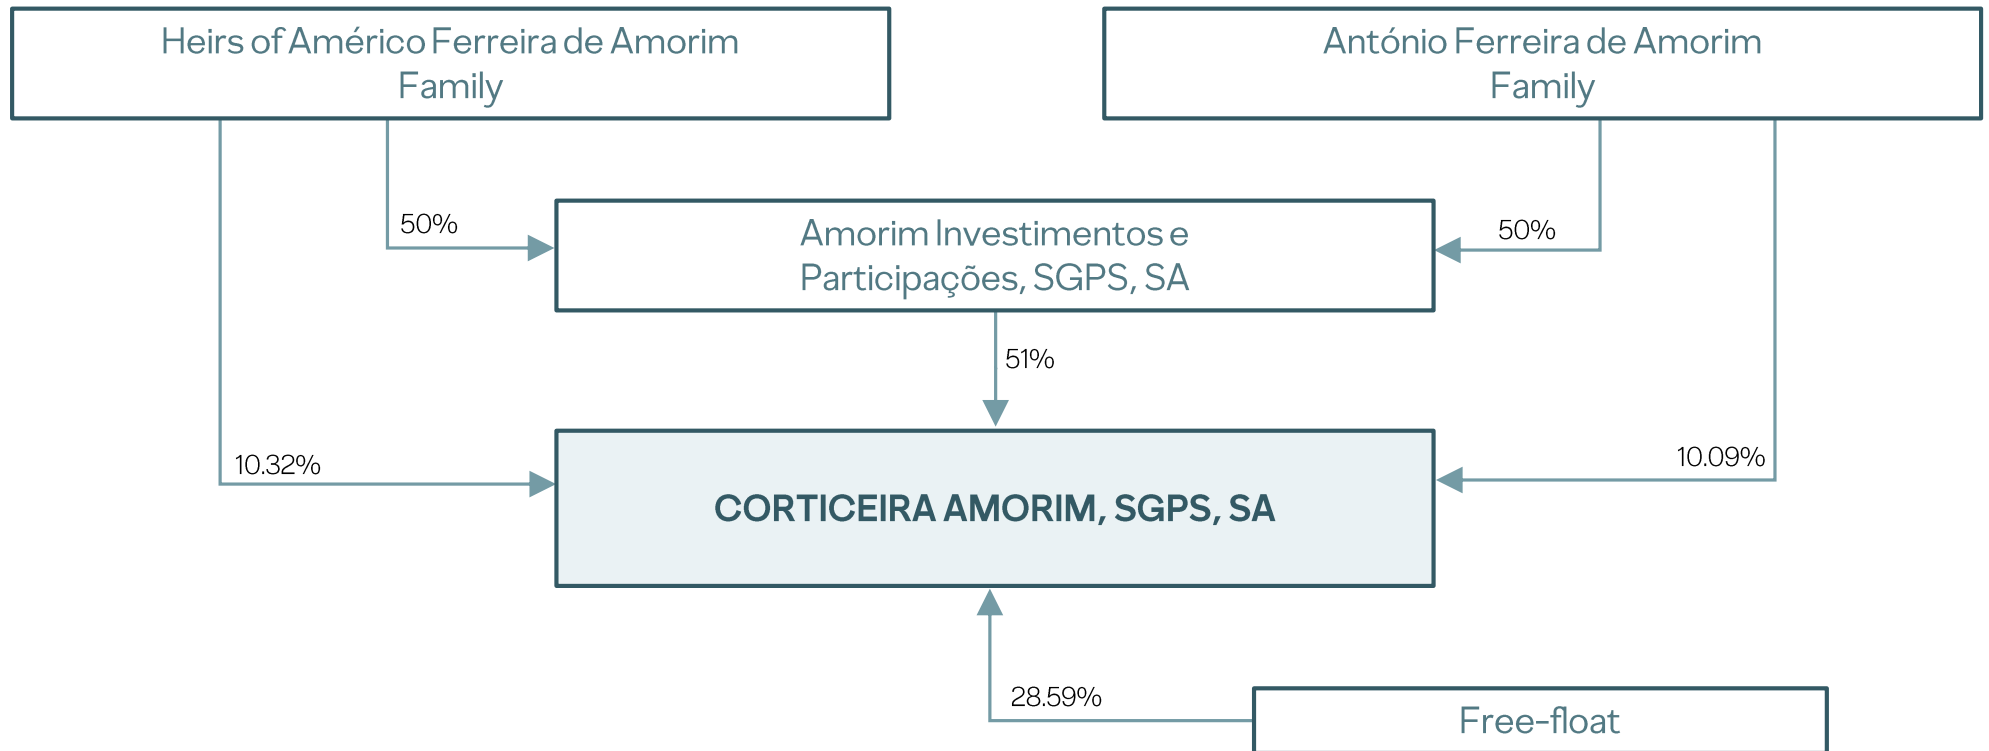 Heirs of Américo Ferreira de Amorim
Family
António Ferreira de Amorim
Family
50%
50%
Amorim Investimentos e
Participações, SGPS, SA
51%
10.32%
10.09%
CORTICEIRA AMORIM, SGPS, SA
28.59%
Free-float